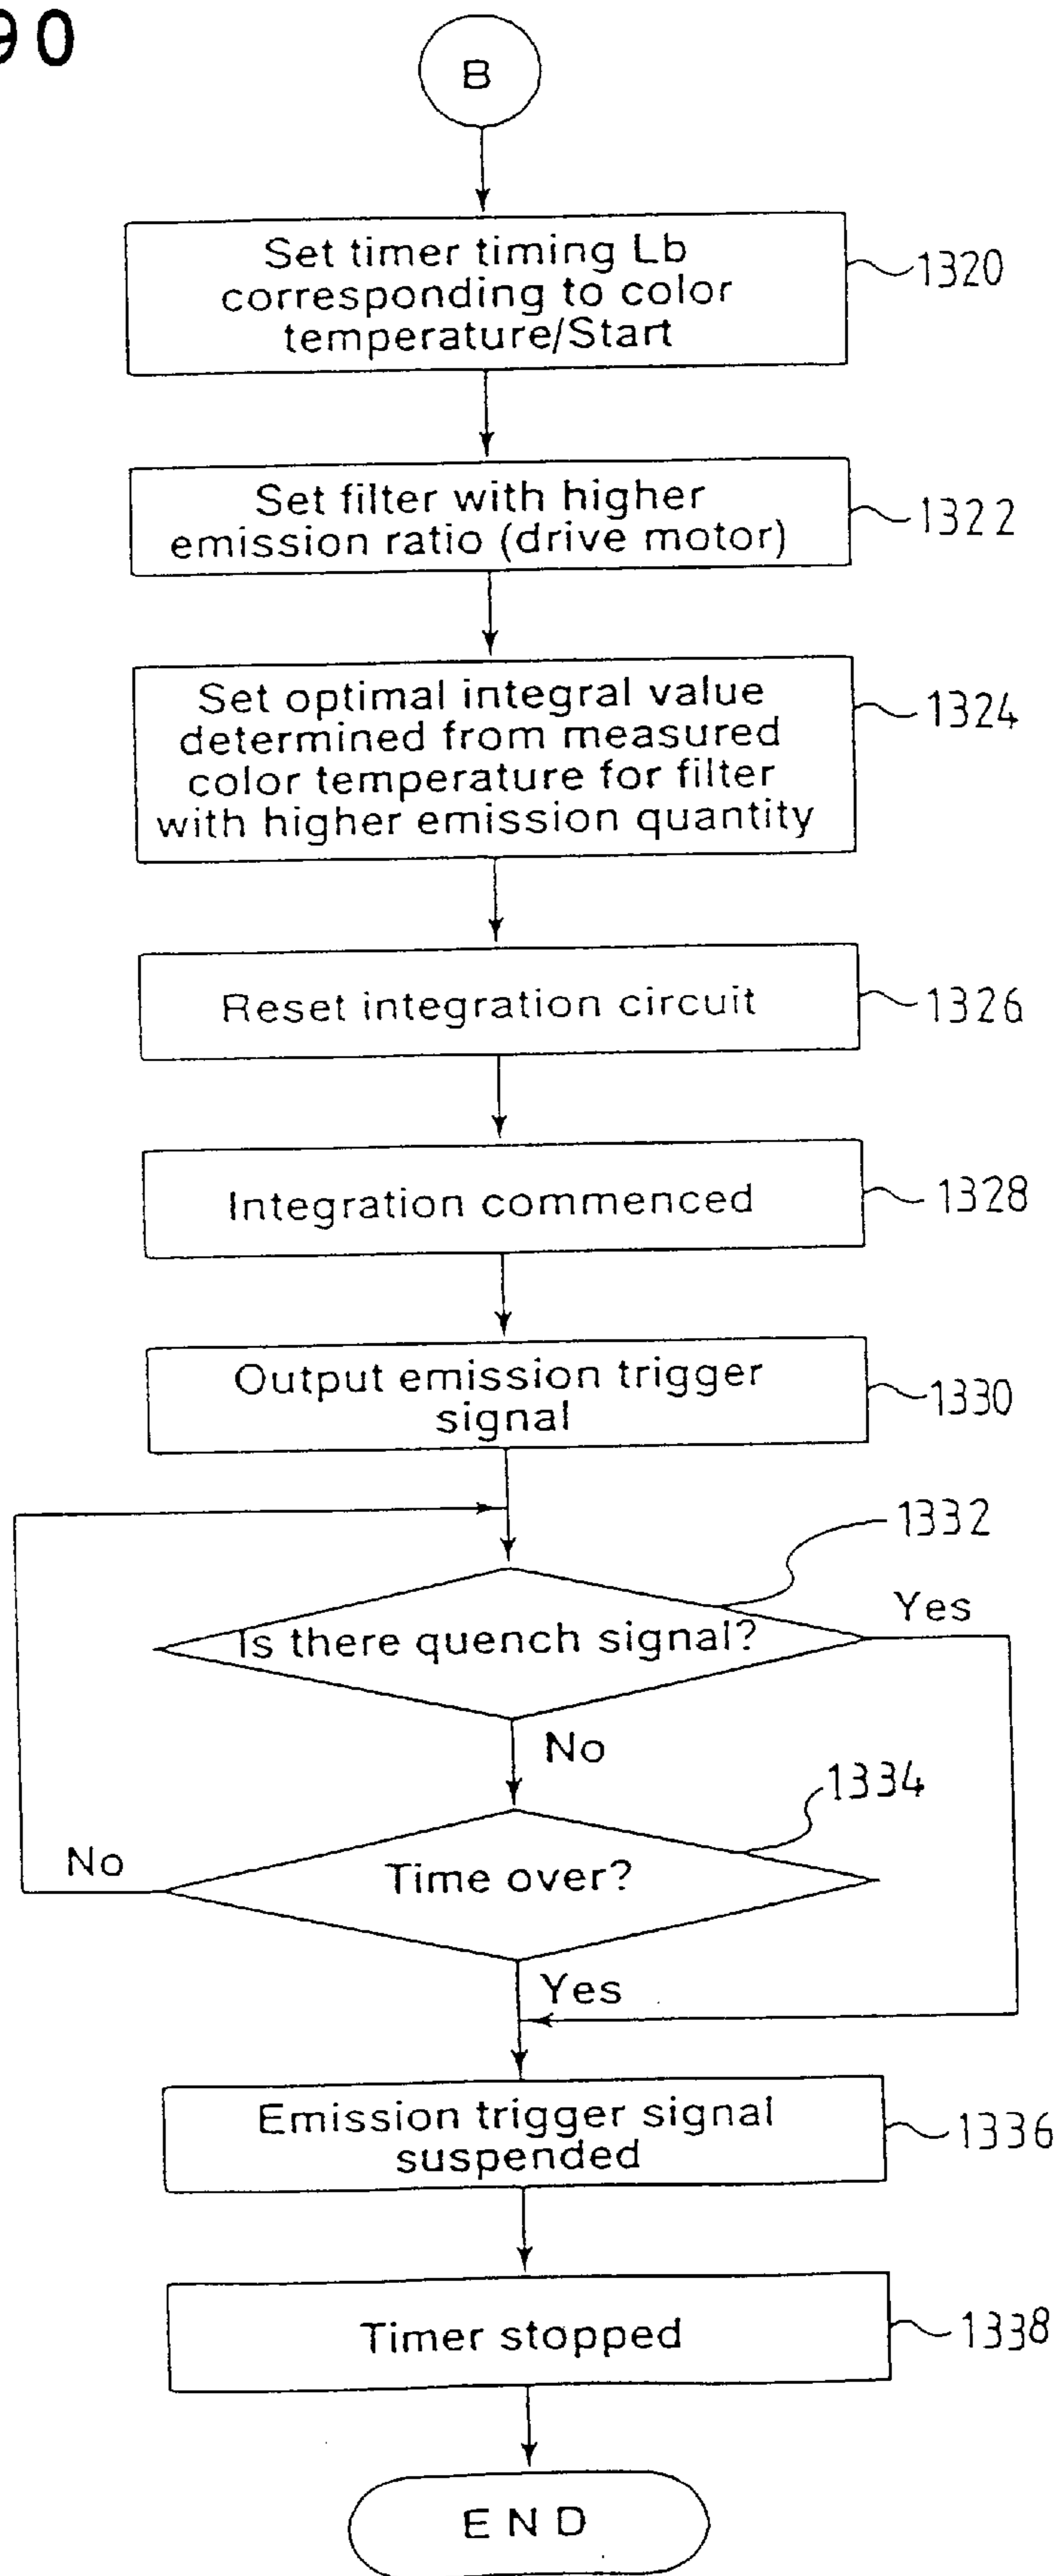 90
B
Set timer timing Lb
corresponding to color
temperature/Start
1320
Set filter with higher
emission ratio (drive motor)
1322
Set optimal integral value
determined from measured
color temperature for filter
with higher emission quantity
1324
Reset integration circuit
1326
Integration commenced
1328
Output emission trigger
signal
1330
1332
Is there quench signal?
Yes
No
1334
Time over?
No
Yes
Emission trigger signal
suspended
1336
Timer stopped
1338
END